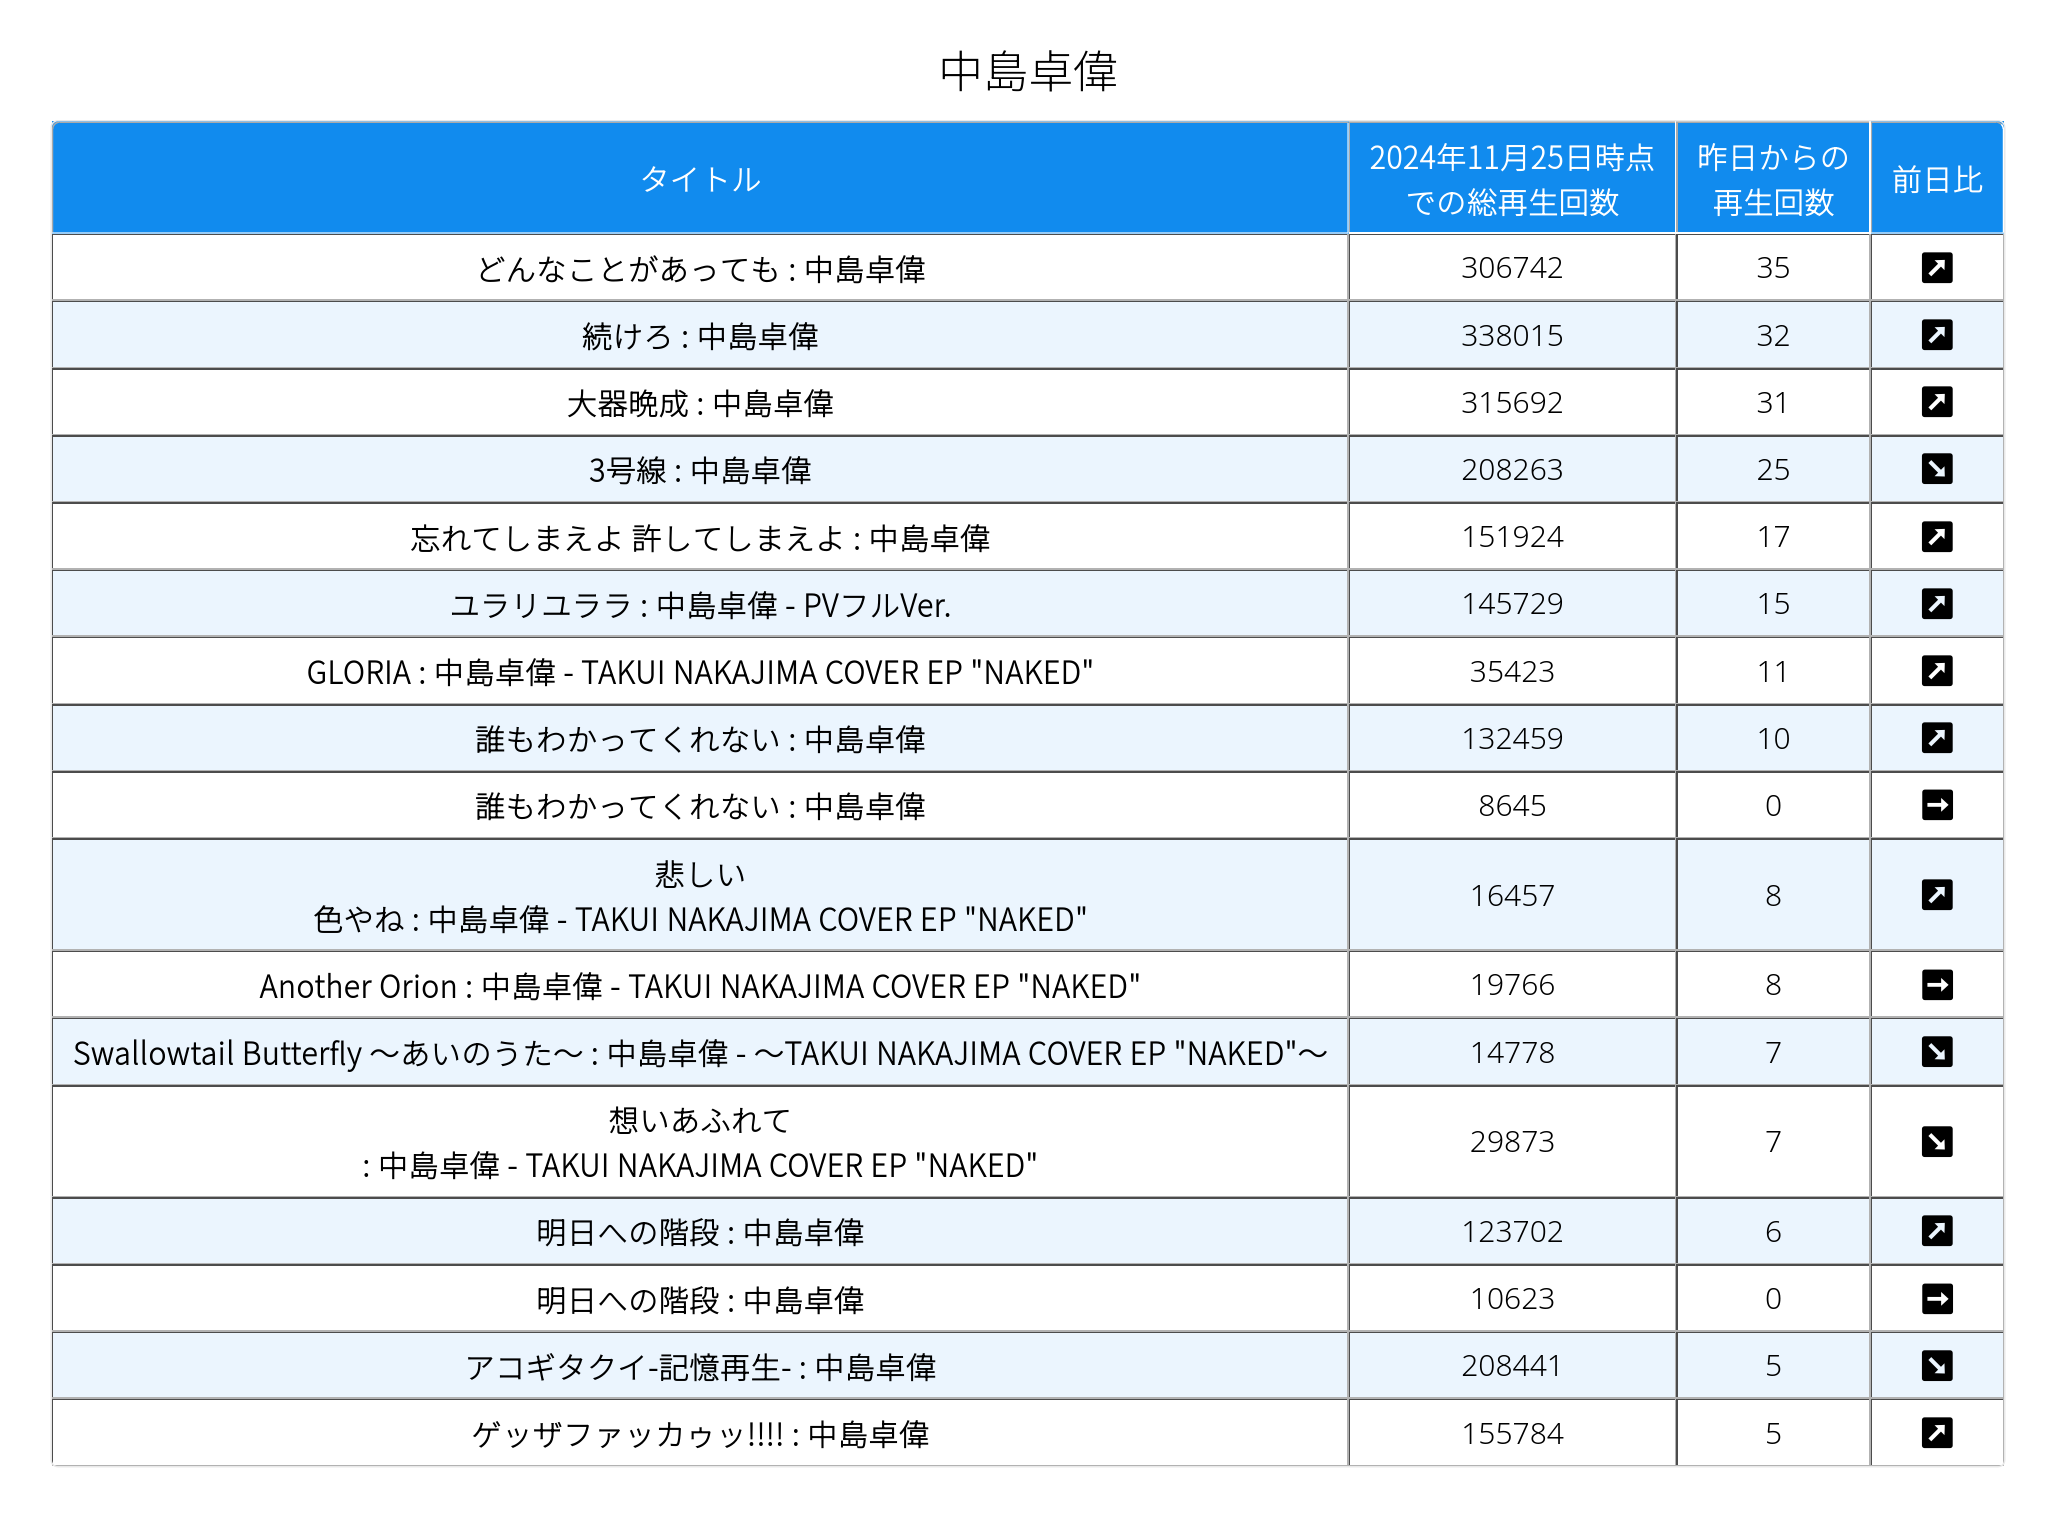 中島卓偉
タイトル
2024年11月25日時点
での総再生回数
昨日からの
再生回数
前日比
どんなことがあっても : 中島卓偉 306742 35 ↗
続けろ : 中島卓偉 338015 32 ↗
大器晩成 : 中島卓偉 315692 31 ↗
3号線 : 中島卓偉 208263 25 ↘
忘れてしまえよ 許してしまえよ : 中島卓偉 151924 17 ↗
ユラリユララ : 中島卓偉 - PVフルVer. 145729 15 ↗
GLORIA : 中島卓偉 - TAKUI NAKAJIMA COVER EP "NAKED" 35423 11 ↗
誰もわかってくれない : 中島卓偉 132459 10 ↗
誰もわかってくれない : 中島卓偉 8645 0 →
悲しい
色やね : 中島卓偉 - TAKUI NAKAJIMA COVER EP "NAKED" 16457 8 ↗
Another Orion : 中島卓偉 - TAKUI NAKAJIMA COVER EP "NAKED" 19766 8 →
Swallowtail Butterfly 〜あいのうた〜 : 中島卓偉 - 〜TAKUI NAKAJIMA COVER EP "NAKED"〜 14778 7 ↘
想いあふれて
: 中島卓偉 - TAKUI NAKAJIMA COVER EP "NAKED" 29873 7 ↘
明日への階段 : 中島卓偉 123702 6 ↗
明日への階段 : 中島卓偉 10623 0 →
アコギタクイ-記憶再生- : 中島卓偉 208441 5 ↘
ゲッザファッカゥッ!!!! : 中島卓偉 155784 5 ↗